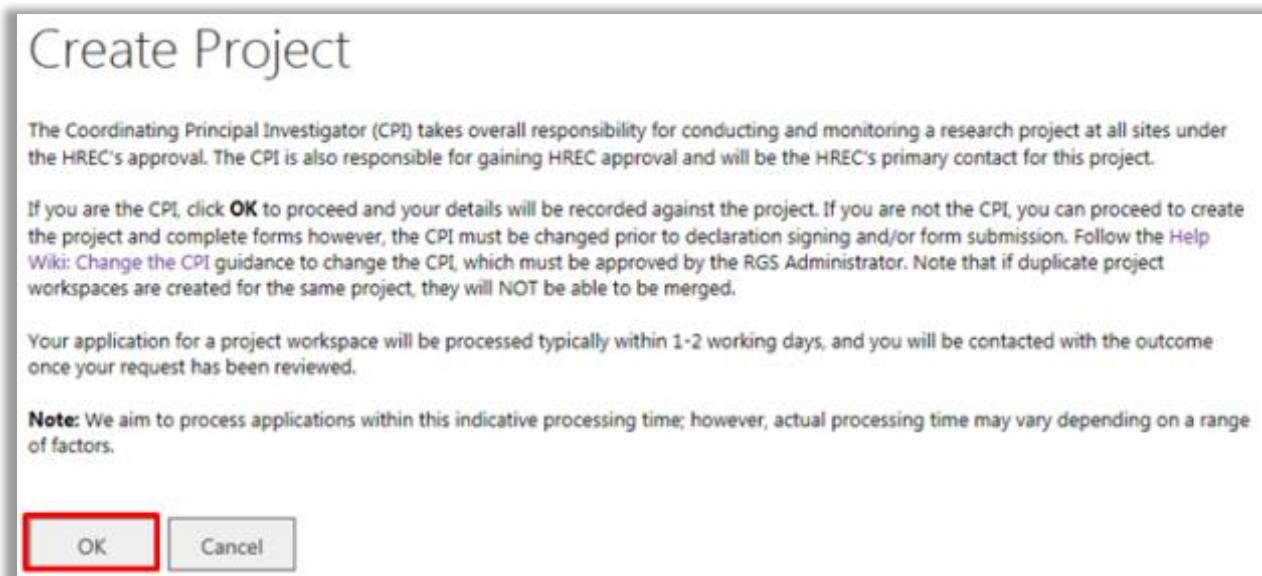 Create Project
The Coordinating Principal Investigator (CPI) takes overall responsibility for conducting and monitoring a research project at all sites under
the HREC's approval. The CPI is also responsible for gaining HREC approval and will be the HREC's primary contact for this project.
If you are the CPI, click OK to proceed and your details will be recorded against the project. If you are not the CPI, you can proceed to create
the project and complete forms however, the CPI must be changed prior to declaration signing and/or form submission. Follow the Help
Wiki: Change the CPI guidance to change the CPI, which must be approved by the RGS Administrator. Note that if duplicate project
workspaces are created for the same project, they will NOT be able to be merged.
Your application for a project workspace will be processed typically within 1-2 working days, and you will be contacted with the outcome
once your request has been reviewed.
Note: We aim to process applications within this indicative processing time; however, actual processing time may vary depending on a range
of factors.
OK Cancel